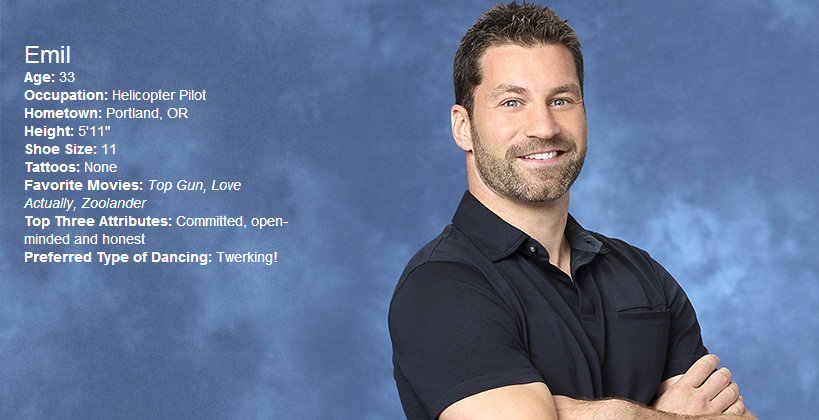 Emil
Age: 33
Occupation: Helicopter Pilot
Hometown: Portland, OR
Height: 5'11"
Shoe Size: 11
Tattoos: None
Favorite Movies: Top Gun, Love
Actually, Zoolander
Top Three Attributes: Committed, open-
minded and honest
Preferred Type of Dancing: Twerking!